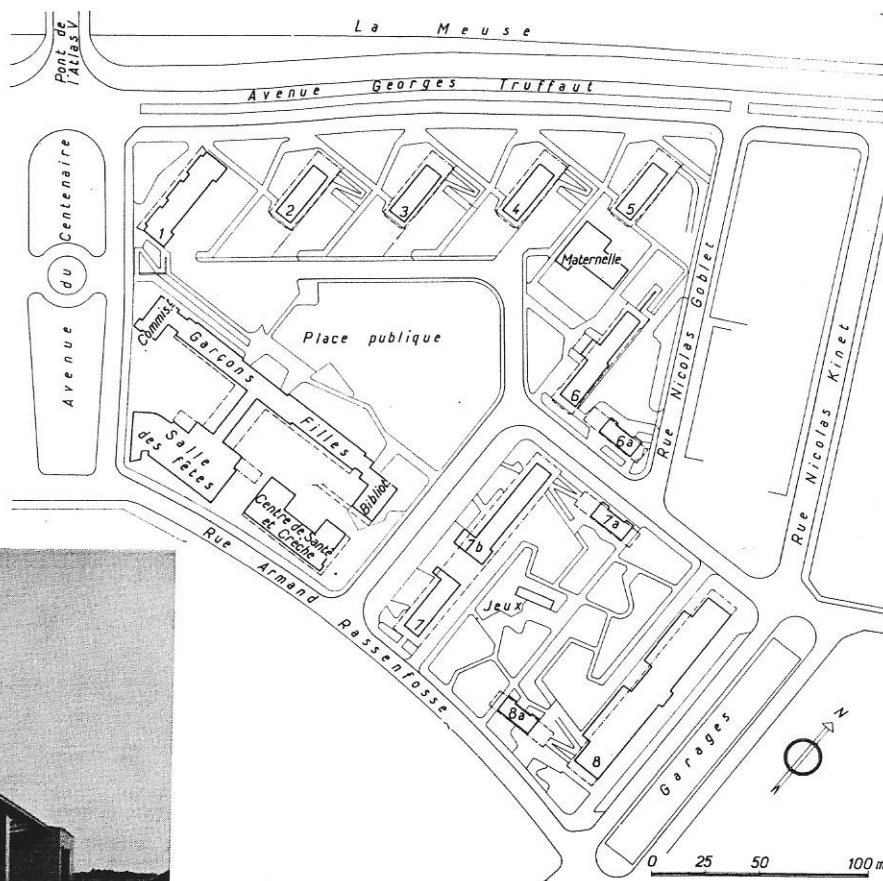 La Meuse
Pont de
l'Atlas V
Avenue Georges Truffaut
Avenue du Centenaire
1
2
3
4
5
Maternelle
Rue Nicolas Goblet
Rue Nicolas Kinet
Commis.
Garçons
Place publique
Filles
6
6a
Salle
des fêtes
Bibliot.
Centre de Santé
et Crèche
7a
7b
7
Jeux
Rue Armand Rassenfosse
8a
8
Garages
N
0 25 50 100 m